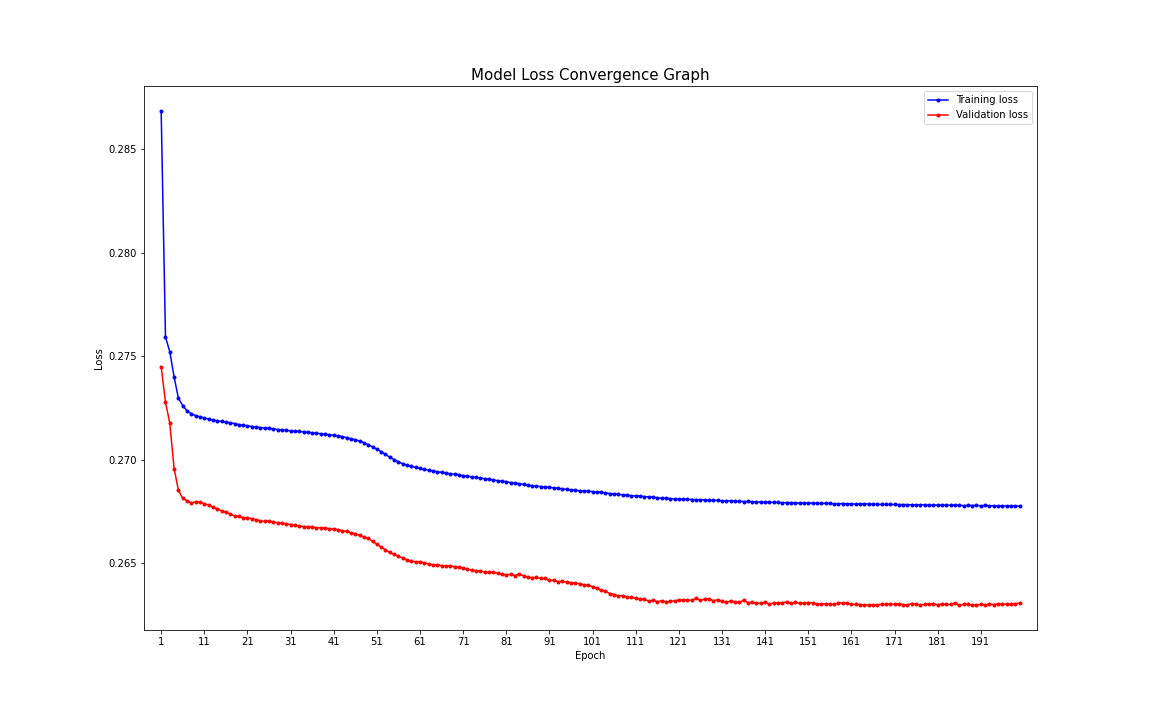 Model Loss Convergence Graph
Training loss
Validation loss
0.285
0.280
0.275
0.270
0.265
Loss
1 11 21 31 41 51 61 71 81 91 101 111 121 131 141 151 161 171 181 191
Epoch